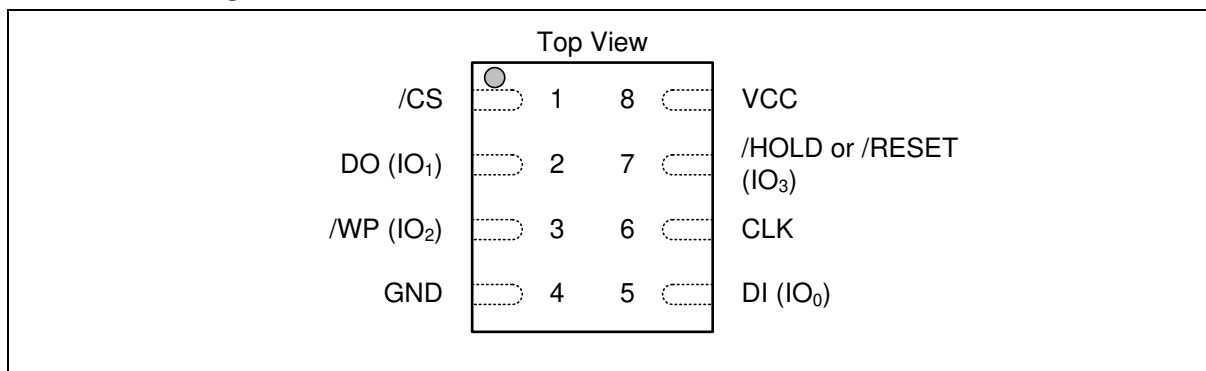 Top View
/CS 1 8 VCC
DO (IO₁) 2 7 /HOLD or /RESET
(IO₃)
/WP (IO₂) 3 6 CLK
GND 4 5 DI (IO₀)